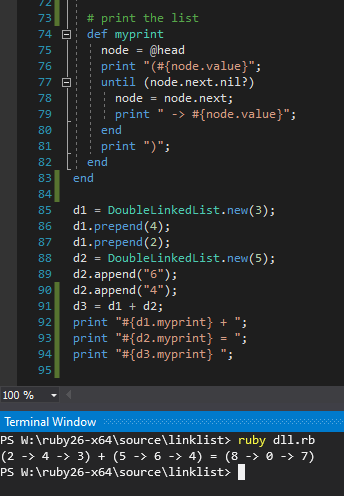 72
73 # print the list
74 def myprint
75 node = @head
76 print "(#{node.value}";
77 until (node.next.nil?)
78 node = node.next;
79 print " -> #{node.value}";
80 end
81 print ")";
82 end
83 end
84
85 d1 = DoubleLinkedList.new(3);
86 d1.prepend(4);
87 d1.prepend(2);
88 d2 = DoubleLinkedList.new(5);
89 d2.append("6");
90 d2.append("4");
91 d3 = d1 + d2;
92 print "#{d1.myprint} + ";
93 print "#{d2.myprint} = ";
94 print "#{d3.myprint} ";
95
100 %
Terminal Window
PS W:\ruby26-x64\source\linklist> ruby dll.rb
(2 -> 4 -> 3) + (5 -> 6 -> 4) = (8 -> 0 -> 7)
PS W:\ruby26-x64\source\linklist>